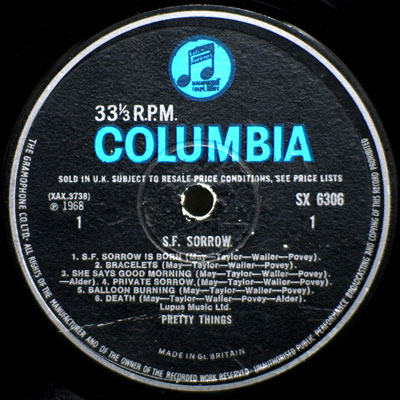 MAGIC NOTES
33⅓ R.P.M.
COLUMBIA
SOLD IN U.K. SUBJECT TO RESALE PRICE CONDITIONS, SEE PRICE LISTS
(XAX.3738)
SX 6306
℗ 1968
1
1
S.F. SORROW
1. S.F. SORROW IS BORN (May—Taylor—Waller—Povey).
2. BRACELETS (May—Taylor—Waller—Povey).
3. SHE SAYS GOOD MORNING (May—Taylor—Waller—Povey
—Alder). 4. PRIVATE SORROW, (May—Taylor—Waller—Povey).
5. BALLOON BURNING (May—Taylor—Waller—Povey).
6. DEATH (May—Taylor—Waller—Povey—Alder).
Lupus Music Ltd.
PRETTY THINGS
MADE IN Gt. BRITAIN
THE GRAMOPHONE CO. LTD. ALL RIGHTS OF THE MANUFACTURER AND OF THE OWNER OF THE RECORDED WORK RESERVED. UNAUTHORISED PUBLIC PERFORMANCE BROADCASTING AND COPYING OF THIS RECORD PROHIBITED